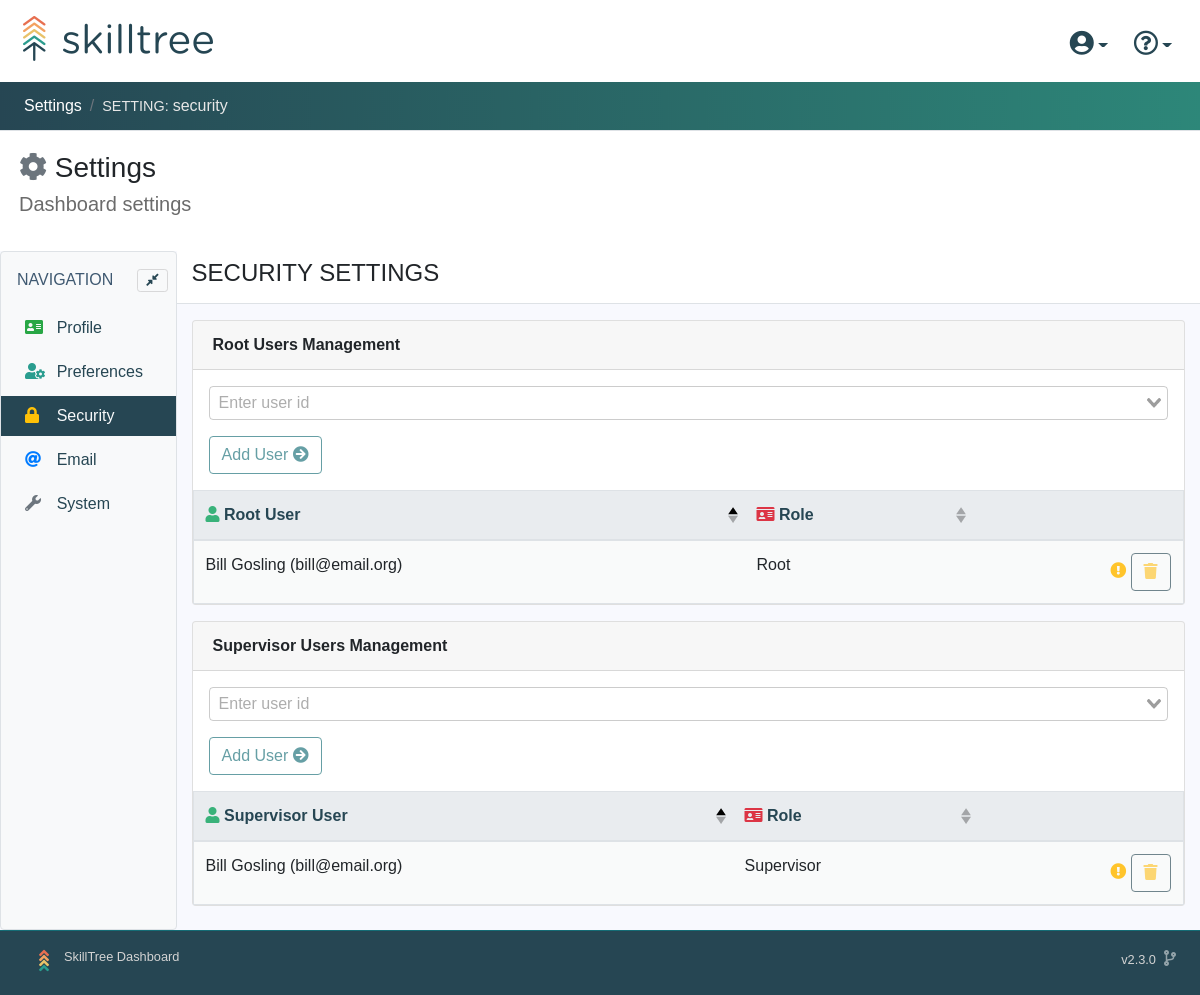 skilltree
Settings / SETTING: security
Settings
Dashboard settings
NAVIGATION
Profile
Preferences
Security
Email
System
SECURITY SETTINGS
Root Users Management
Enter user id
Add User
Root User Role
Bill Gosling (bill@email.org) Root
Supervisor Users Management
Enter user id
Add User
Supervisor User Role
Bill Gosling (bill@email.org) Supervisor
SkillTree Dashboard v2.3.0